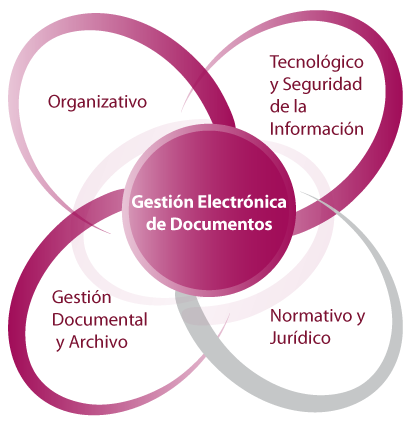 Organizativo
Tecnológico
y Seguridad
de la
Información
Gestión Electrónica
de Documentos
Gestión
Documental
y Archivo
Normativo y
Jurídico